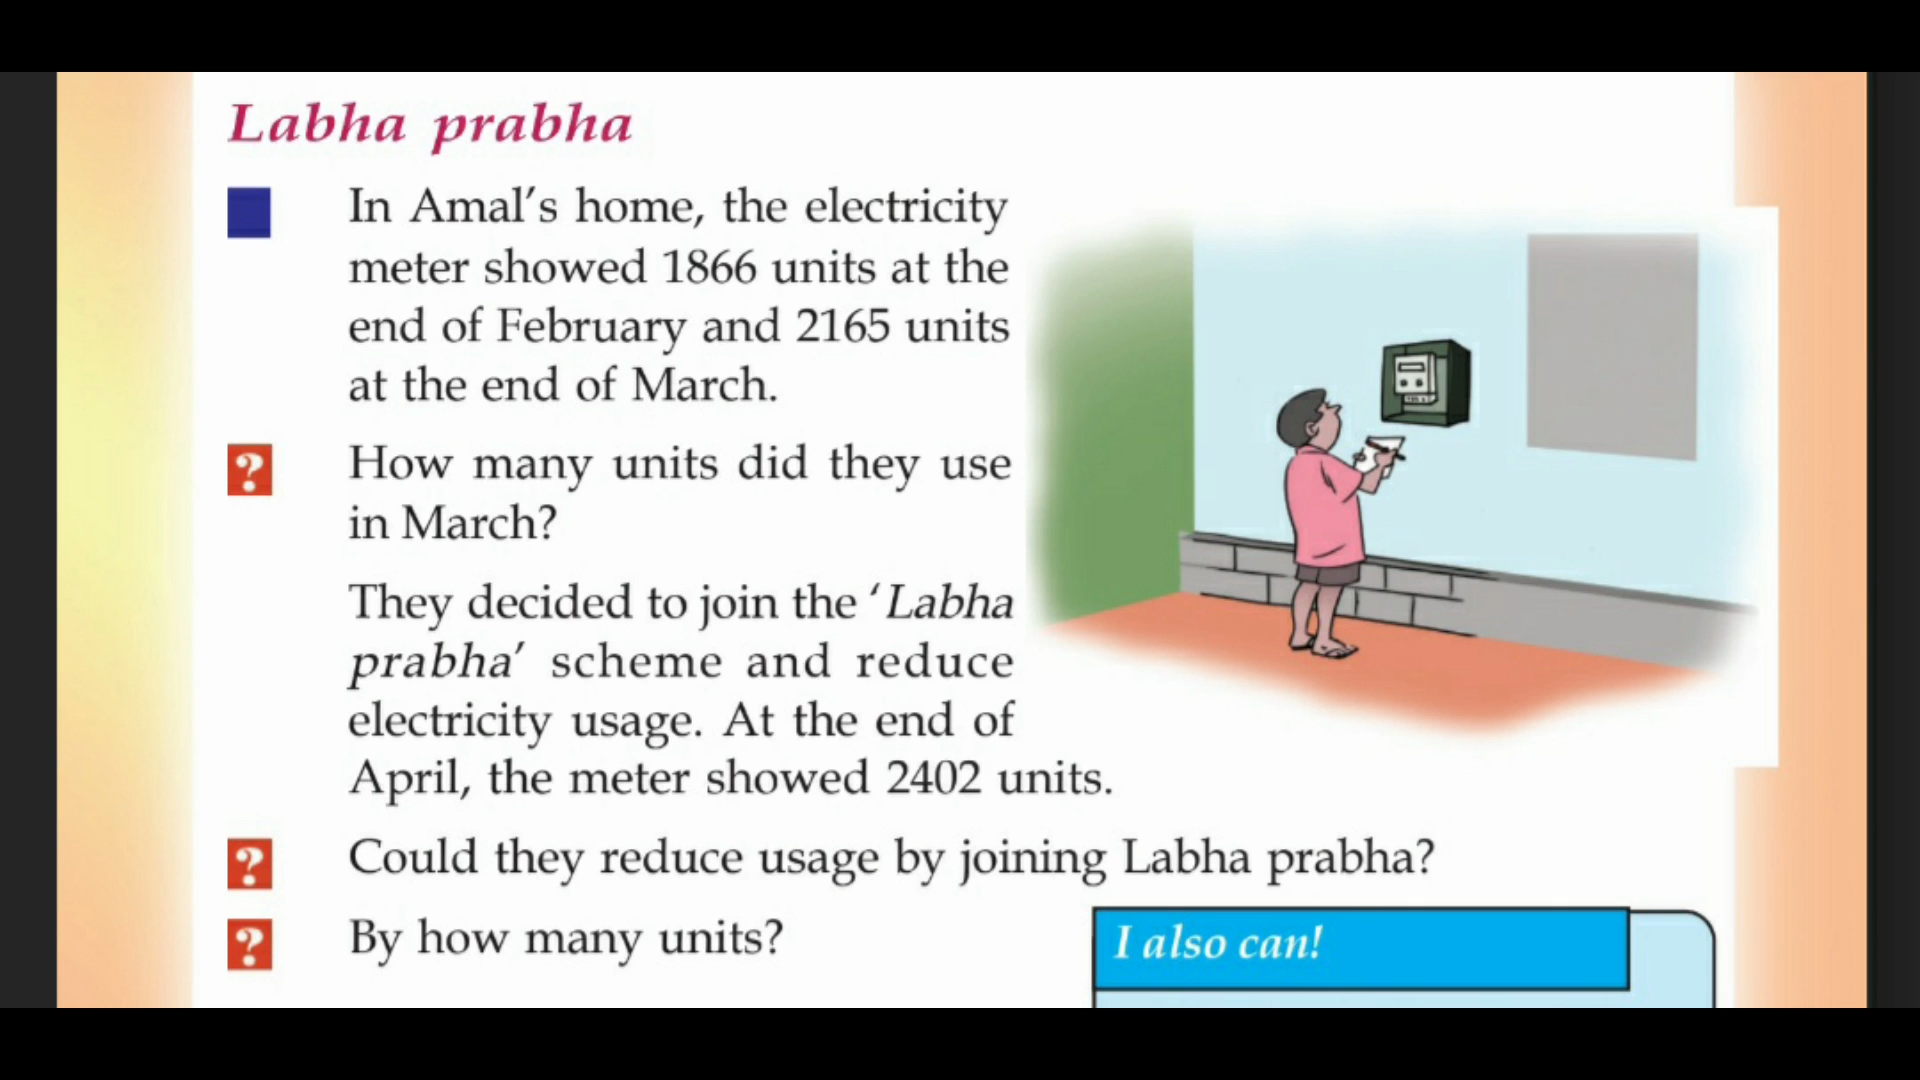 Labha prabha
In Amal’s home, the electricity
meter showed 1866 units at the
end of February and 2165 units
at the end of March.
? How many units did they use
in March?
They decided to join the ‘Labha
prabha’ scheme and reduce
electricity usage. At the end of
April, the meter showed 2402 units.
? Could they reduce usage by joining Labha prabha?
? By how many units?
I also can!